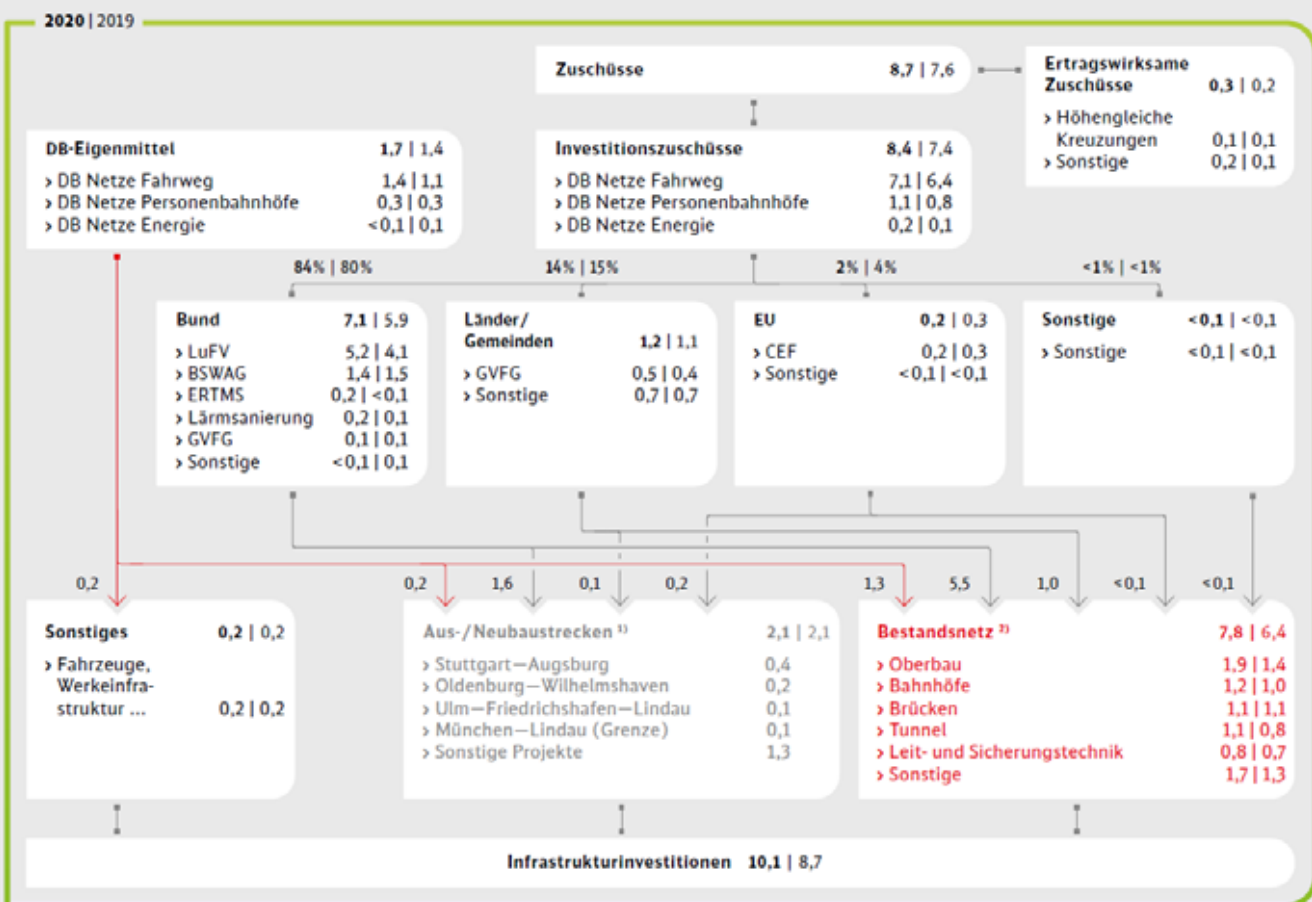 2020 | 2019
Zuschüsse 8,7 | 7,6
Ertragswirksame
Zuschüsse 0,3 | 0,2
› Höhengleiche
Kreuzungen 0,1 | 0,1
› Sonstige 0,2 | 0,1
DB-Eigenmittel 1,7 | 1,4
› DB Netze Fahrweg 1,4 | 1,1
› DB Netze Personenbahnhöfe 0,3 | 0,3
› DB Netze Energie <0,1 | 0,1
Investitionszuschüsse 8,4 | 7,4
› DB Netze Fahrweg 7,1 | 6,4
› DB Netze Personenbahnhöfe 1,1 | 0,8
› DB Netze Energie 0,2 | 0,1
84% | 80% 14% | 15% 2% | 4% <1% | <1%
Bund 7,1 | 5,9
› LuFV 5,2 | 4,1
› BSWAG 1,4 | 1,5
› ERTMS 0,2 | <0,1
› Lärmsanierung 0,2 | 0,1
› GVFG 0,1 | 0,1
› Sonstige <0,1 | 0,1
Länder/
Gemeinden 1,2 | 1,1
› GVFG 0,5 | 0,4
› Sonstige 0,7 | 0,7
EU 0,2 | 0,3
› CEF 0,2 | 0,3
› Sonstige <0,1 | <0,1
Sonstige <0,1 | <0,1
› Sonstige <0,1 | <0,1
0,2 0,2 1,6 0,1 0,2 1,3 5,5 1,0 <0,1 <0,1
Sonstiges 0,2 | 0,2
› Fahrzeuge,
Werkeinfra-
struktur ... 0,2 | 0,2
Aus-/Neubaustrecken ¹⁾ 2,1 | 2,1
› Stuttgart—Augsburg 0,4
› Oldenburg—Wilhelmshaven 0,2
› Ulm—Friedrichshafen—Lindau 0,1
› München—Lindau (Grenze) 0,1
› Sonstige Projekte 1,3
Bestandsnetz ²⁾ 7,8 | 6,4
› Oberbau 1,9 | 1,4
› Bahnhöfe 1,2 | 1,0
› Brücken 1,1 | 1,1
› Tunnel 1,1 | 0,8
› Leit- und Sicherungstechnik 0,8 | 0,7
› Sonstige 1,7 | 1,3
Infrastrukturinvestitionen 10,1 | 8,7